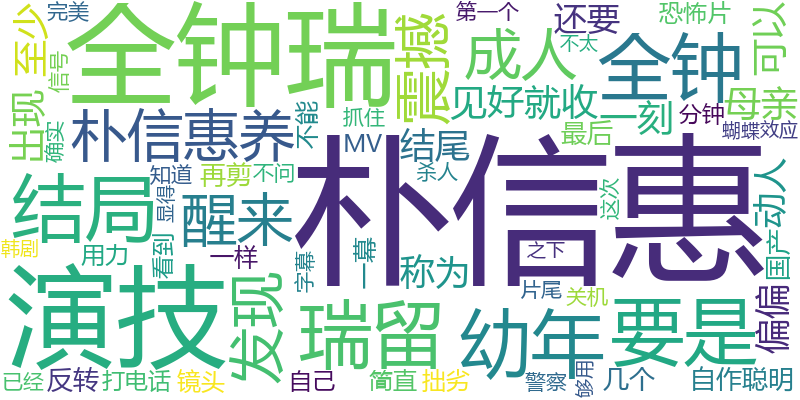 完美
第一个
还要
恐怖片
至少
信号
全钟瑞
震撼
成人
不太
全钟
可以
出现
确实
朴信惠养
不能
抓住
见好就收
一刻
母亲
分钟
蝴蝶效应
MV
结尾
最后
结局
知道
显得
再剪
不问
杀人
朴信惠
这次
动人
醒来
看到
用力
一样
字幕
一幕
称为
之下
国产
韩剧
演技
发现
瑞留
片尾
关机
幼年
要是
偏偏
已经
反转
打电话
镜头
自己
简直
拙劣
警察
够用
几个
自作聪明